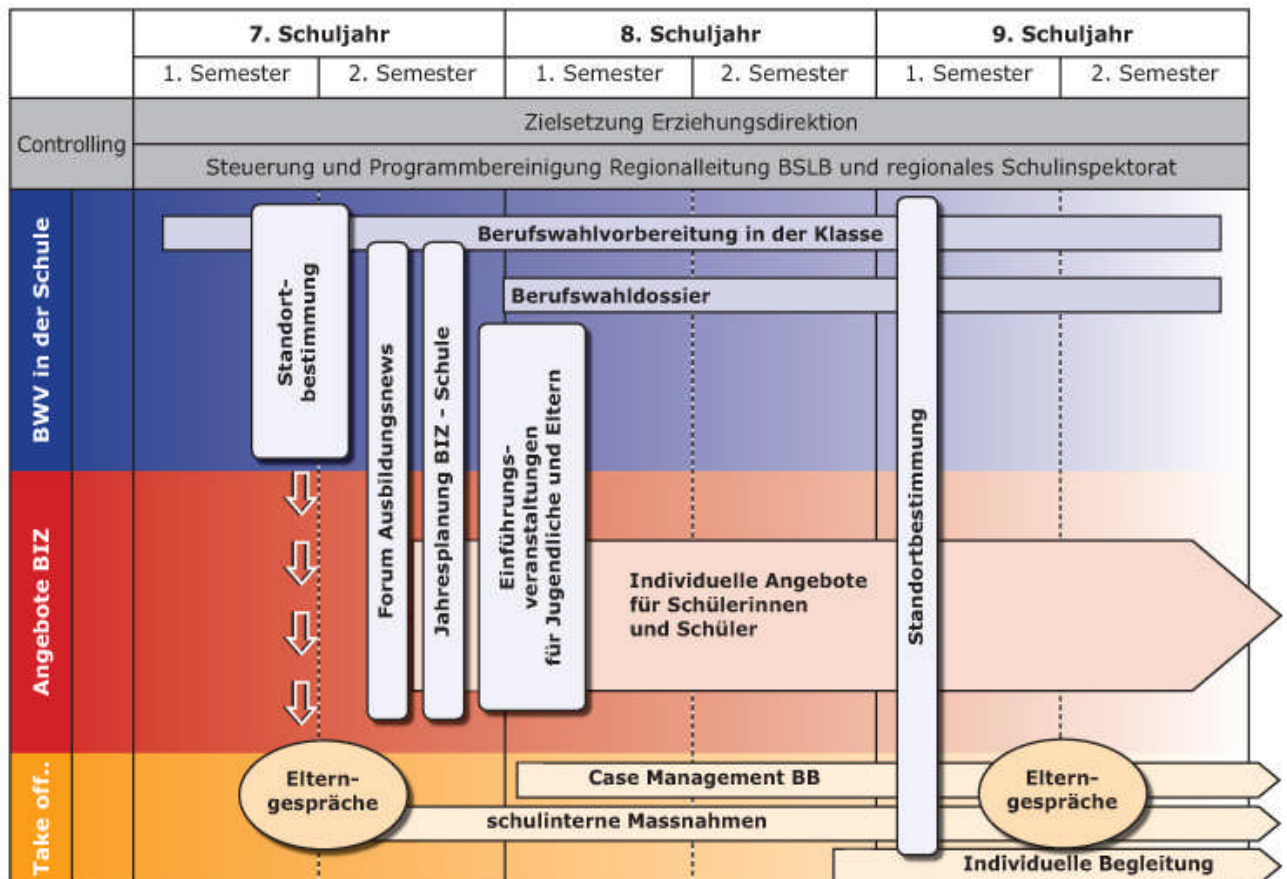 7. Schuljahr
8. Schuljahr
9. Schuljahr
1. Semester
2. Semester
1. Semester
2. Semester
1. Semester
2. Semester
Controlling
Zielsetzung Erziehungsdirektion
Steuerung und Programmbereinigung Regionalleitung BSLB und regionales Schulinspektorat
BWV in der Schule
Berufswahlvorbereitung in der Klasse
Berufswahldossier
Standort-
bestimmung
Forum Ausbildungsnews
Jahresplanung BIZ - Schule
Einführungs-
veranstaltungen
für Jugendliche und Eltern
Standortbestimmung
Angebote BIZ
Individuelle Angebote
für Schülerinnen
und Schüler
Take off..
Eltern-
gespräche
Case Management BB
Eltern-
gespräche
schulinterne Massnahmen
Individuelle Begleitung